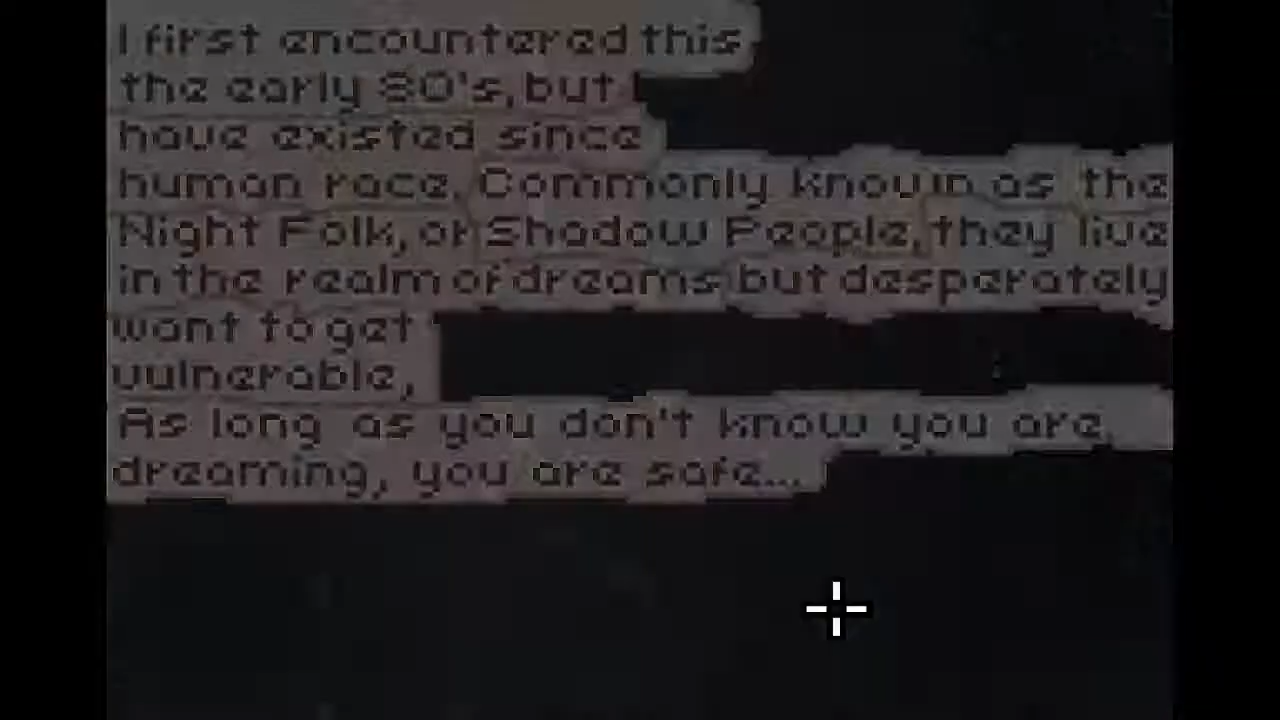 I first encountered this
the early 80's, but
have existed since
human race. Commonly known as the
Night Folk, or Shadow People, they live
in the realm of dreams but desperately
want to get
vulnerable,
As long as you don't know you are
dreaming, you are safe...